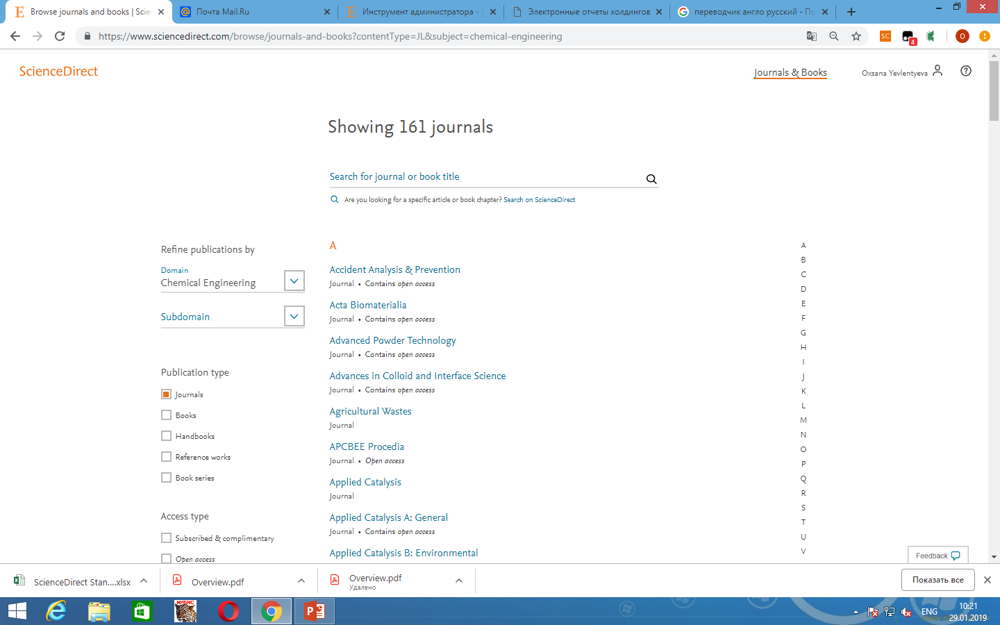 Browse journals and books | Scie
Почта Mail.Ru
Инструмент администратора -
Электронные отчеты холдингов
переводчик англо русский - По
https://www.sciencedirect.com/browse/journals-and-books?contentType=JL&subject=chemical-engineering
SC
4
O
ScienceDirect
Journals & Books
Oxsana Yevlentyeva
Showing 161 journals
Search for journal or book title
Are you looking for a specific article or book chapter? Search on ScienceDirect
Refine publications by
Domain
Chemical Engineering
Subdomain
Publication type
Journals
Books
Handbooks
Reference works
Book series
Access type
Subscribed & complimentary
Open access
A
Accident Analysis & Prevention
Journal • Contains open access
Acta Biomaterialia
Journal • Contains open access
Advanced Powder Technology
Journal • Contains open access
Advances in Colloid and Interface Science
Journal • Contains open access
Agricultural Wastes
Journal
APCBEE Procedia
Journal • Open access
Applied Catalysis
Journal
Applied Catalysis A: General
Journal • Contains open access
Applied Catalysis B: Environmental
A
B
C
D
E
F
G
H
I
J
K
L
M
N
O
P
Q
R
S
T
U
V
Feedback
ScienceDirect Stan....xlsx
Overview.pdf
Overview.pdf
Удалено
Показать все
ИРБИС
ENG
10:21
29.01.2019